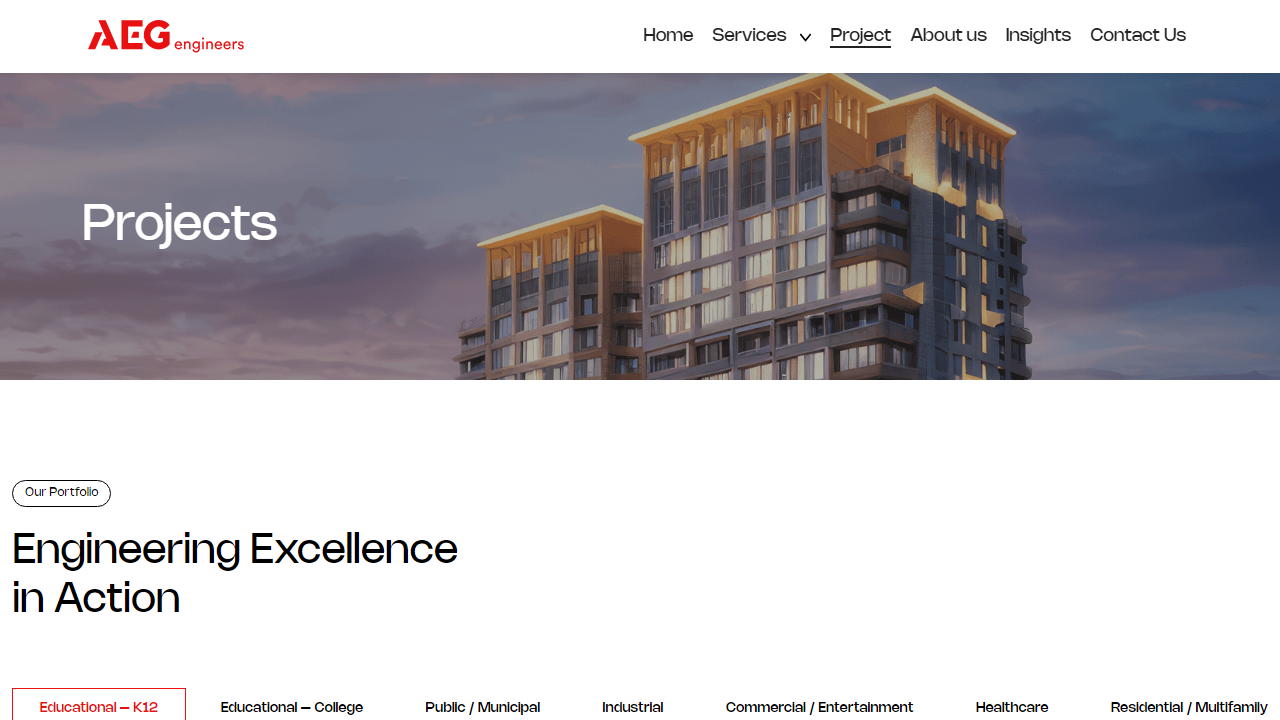 AEG engineers
Home Services Project About us Insights Contact Us
Projects
Our Portfolio
Engineering Excellence
in Action
Educational – K12 Educational – College Public / Municipal Industrial Commercial / Entertainment Healthcare Residential / Multifamily